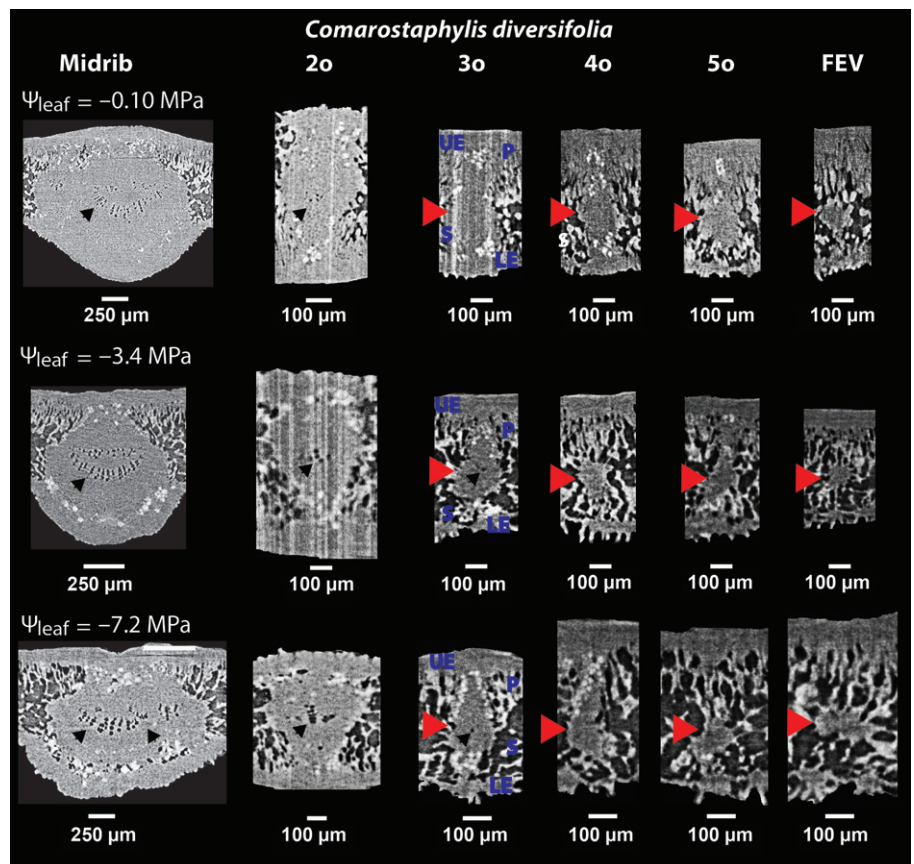 Comarostaphylis diversifolia
Midrib 2o 3o 4o 5o FEV
Ψleaf = –0.10 MPa
UE P
S S
LE
250 μm 100 μm 100 μm 100 μm 100 μm 100 μm
Ψleaf = –3.4 MPa
UE
P
S LE
250 μm 100 μm 100 μm 100 μm 100 μm 100 μm
Ψleaf = –7.2 MPa
UE
P
S
LE
250 μm 100 μm 100 μm 100 μm 100 μm 100 μm